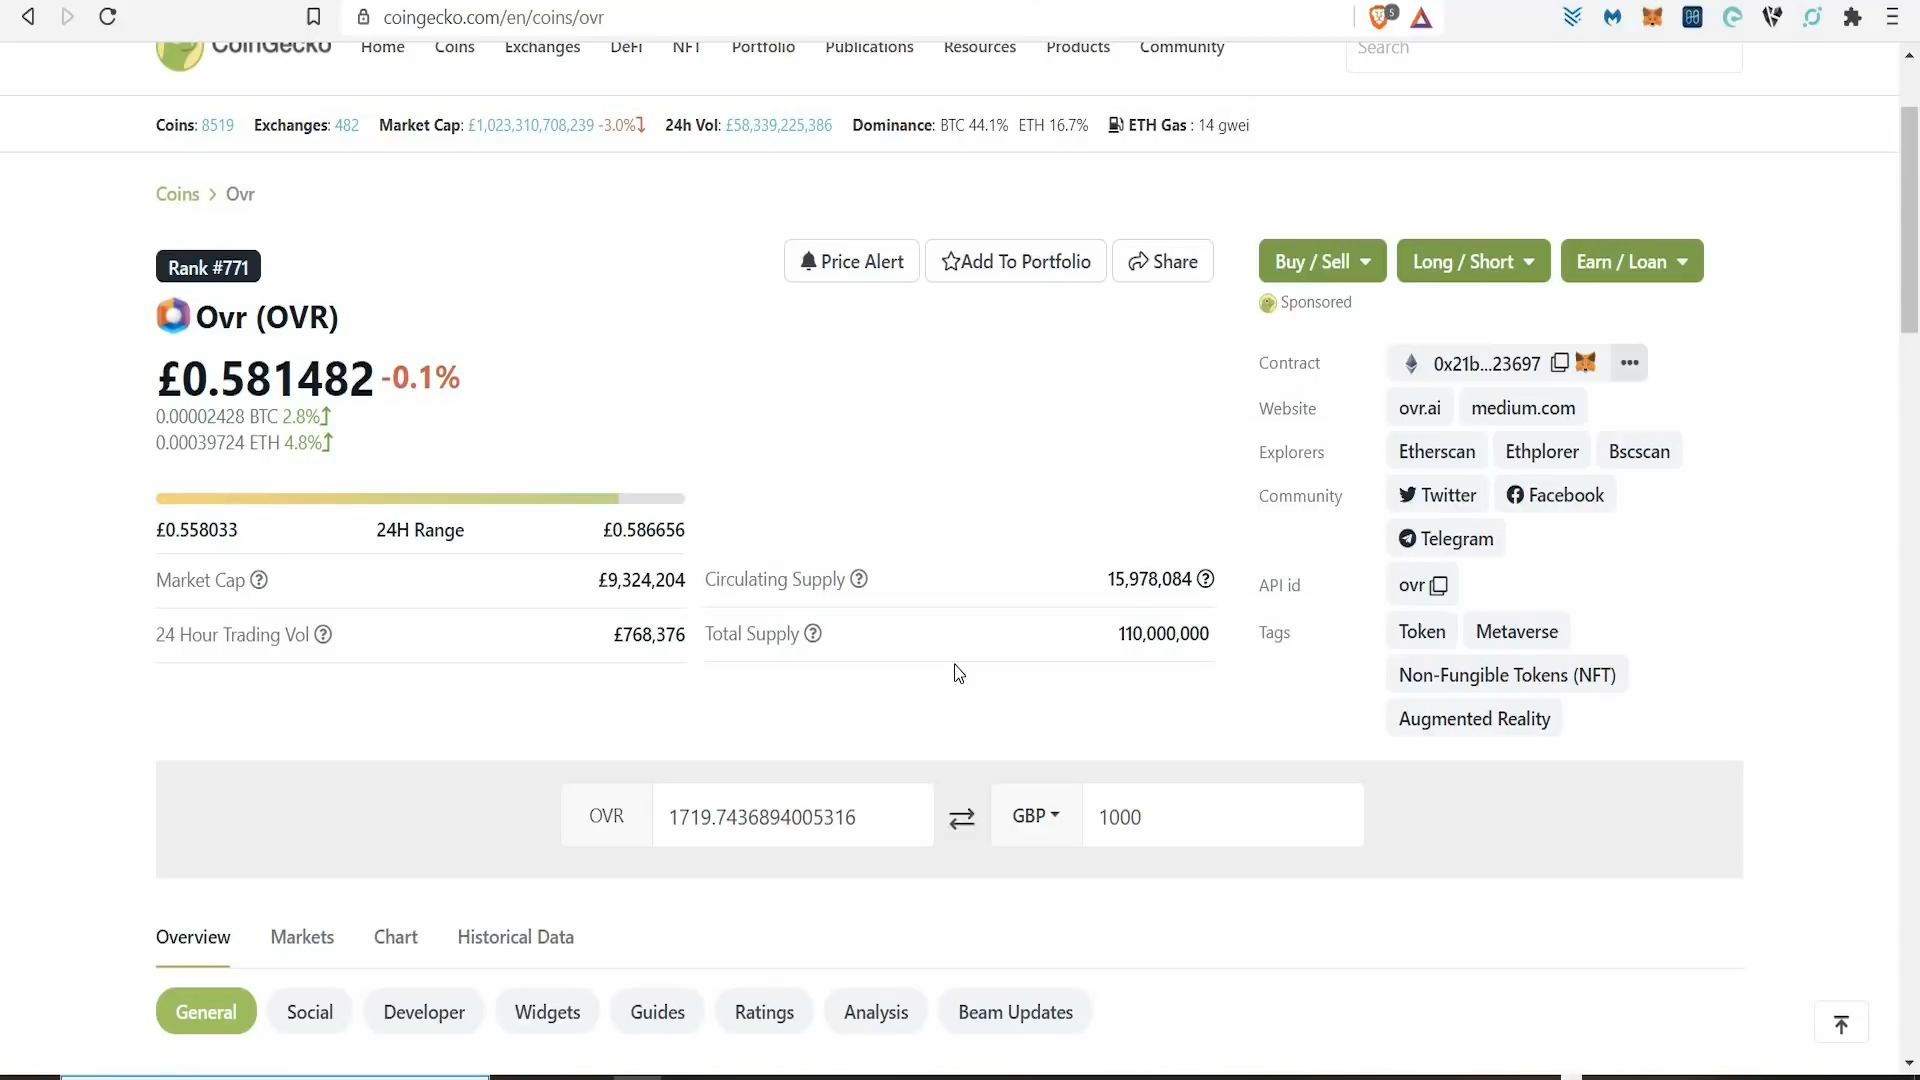 coingecko.com/en/coins/ovr
5
CoinGecko Home Coins Exchanges DeFi NFT Portfolio Publications Resources Products Community Search
Coins: 8519 Exchanges: 482 Market Cap: £1,023,310,708,239 -3.0% 24h Vol: £58,339,225,386 Dominance: BTC 44.1% ETH 16.7% ETH Gas : 14 gwei
Coins > Ovr
Rank #771
Price Alert Add To Portfolio Share
Buy / Sell Long / Short Earn / Loan
Sponsored
Ovr (OVR)
£0.581482 -0.1%
0.00002428 BTC 2.8%
0.00039724 ETH 4.8%
£0.558033 24H Range £0.586656
Market Cap £9,324,204
24 Hour Trading Vol £768,376
Circulating Supply 15,978,084
Total Supply 110,000,000
Contract 0x21b...23697 •••
Website ovr.ai medium.com
Explorers Etherscan Ethplorer Bscscan
Community Twitter Facebook
Telegram
API id ovr
Tags Token Metaverse
Non-Fungible Tokens (NFT)
Augmented Reality
OVR 1719.7436894005316 GBP 1000
Overview Markets Chart Historical Data
General Social Developer Widgets Guides Ratings Analysis Beam Updates